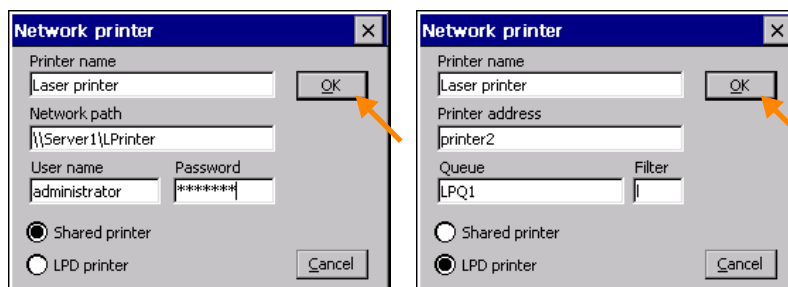 Network printer
Printer name
Laser printer
OK
Network path
\\Server1\LPrinter
User name Password
administrator *******
Shared printer
LPD printer
Cancel
Network printer
Printer name
Laser printer
OK
Printer address
printer2
Queue Filter
LPQ1 l
Shared printer
LPD printer
Cancel